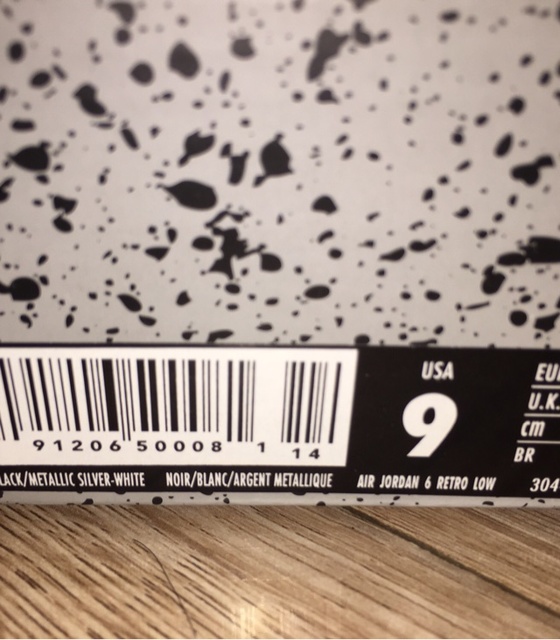 USA
9
EU
U.K.
cm
BR
91206 50008 1 14
LACK/METALLIC SILVER-WHITE NOIR/BLANC/ARGENT METALLIQUE AIR JORDAN 6 RETRO LOW 304